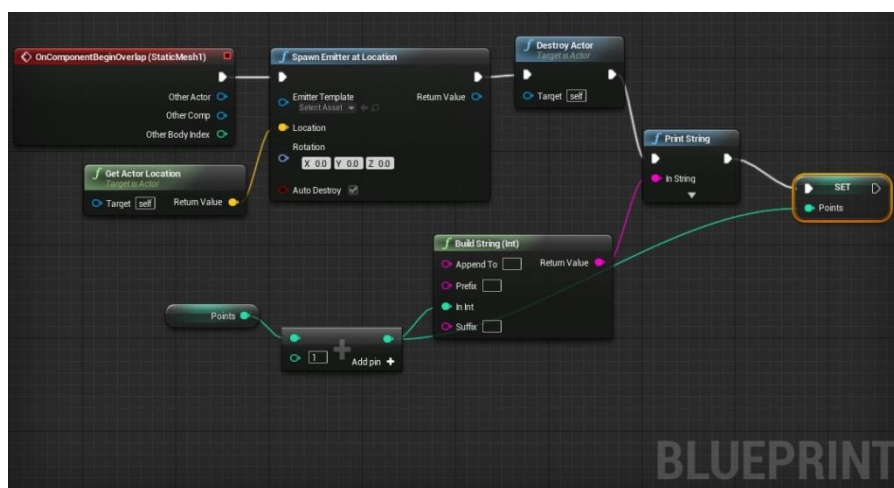 OnComponentBeginOverlap (StaticMesh1)
Other Actor
Other Comp
Other Body Index
f Spawn Emitter at Location
Emitter Template
Select Asset
Return Value
Location
Rotation
X 0.0 Y 0.0 Z 0.0
Auto Destroy
f Destroy Actor
Target is Actor
Target self
f Get Actor Location
Target is Actor
Target self Return Value
f Print String
In String
SET
Points
f Build String (Int)
Append To Return Value
Prefix
In Int
Suffix
Points
1
+
Add pin +
BLUEPRINT